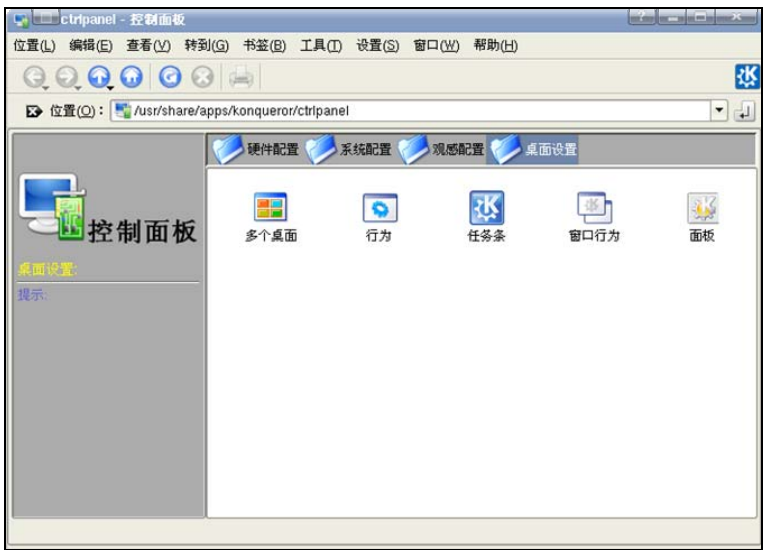 ctrlpanel - 控制面板
位置(L) 编辑(E) 查看(V) 转到(G) 书签(B) 工具(T) 设置(S) 窗口(W) 帮助(H)
位置(O): /usr/share/apps/konqueror/ctrlpanel
硬件配置 系统配置 观感配置 桌面设置
控制面板
多个桌面 行为 任务条 窗口行为 面板
桌面设置:
提示: